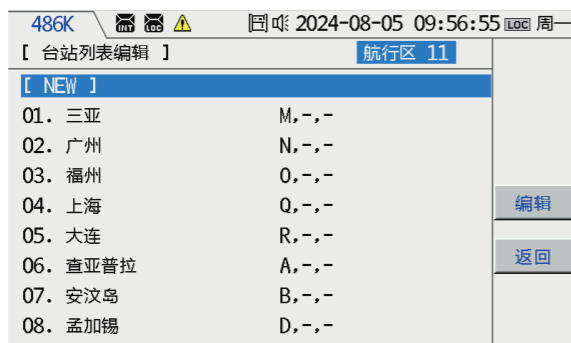 486K INT LOG 2024-08-05 09:56:55 LOC 周一
[ 台站列表编辑 ] 航行区 11
[ NEW ]
01. 三亚 M,-,-
02. 广州 N,-,-
03. 福州 O,-,-
04. 上海 Q,-,-
编辑
05. 大连 R,-,-
06. 查亚普拉 A,-,-
返回
07. 安汶岛 B,-,-
08. 孟加锡 D,-,-